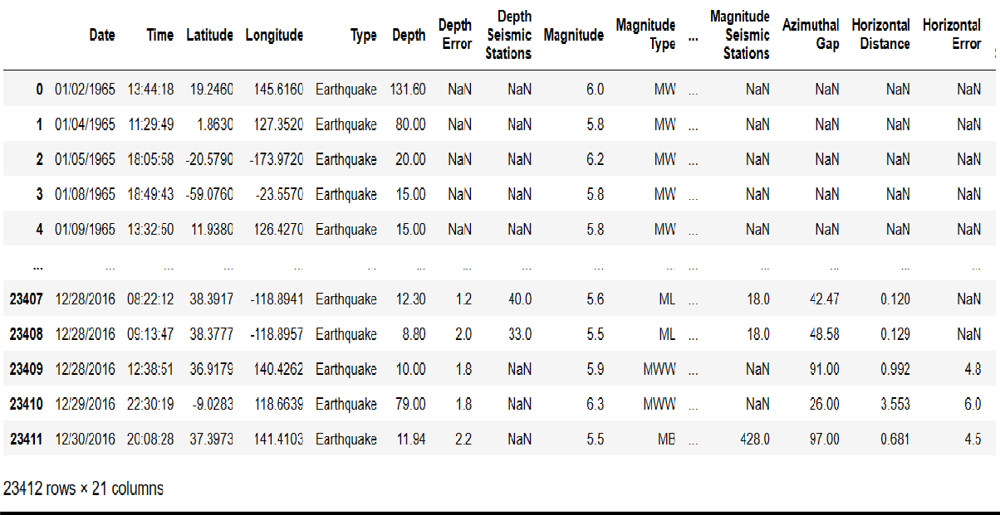 Date Time Latitude Longitude Type Depth Depth Error Depth Seismic Stations Magnitude Magnitude Type ... Magnitude Seismic Stations Azimuthal Gap Horizontal Distance Horizontal Error
0 01/02/1965 13:44:18 19.2460 145.6160 Earthquake 131.60 NaN NaN 6.0 MW ... NaN NaN NaN NaN
1 01/04/1965 11:29:49 1.8630 127.3520 Earthquake 80.00 NaN NaN 5.8 MW ... NaN NaN NaN NaN
2 01/05/1965 18:05:58 -20.5790 -173.9720 Earthquake 20.00 NaN NaN 6.2 MW ... NaN NaN NaN NaN
3 01/08/1965 18:49:43 -59.0760 -23.5570 Earthquake 15.00 NaN NaN 5.8 MW ... NaN NaN NaN NaN
4 01/09/1965 13:32:50 11.9380 126.4270 Earthquake 15.00 NaN NaN 5.8 MW ... NaN NaN NaN NaN
... ... ... ... ... ... ... ... ... ... ... ... ... ... ... ...
23407 12/28/2016 08:22:12 38.3917 -118.8941 Earthquake 12.30 1.2 40.0 5.6 ML ... 18.0 42.47 0.120 NaN
23408 12/28/2016 09:13:47 38.3777 -118.8957 Earthquake 8.80 2.0 33.0 5.5 ML ... 18.0 48.58 0.129 NaN
23409 12/28/2016 12:38:51 36.9179 140.4262 Earthquake 10.00 1.8 NaN 5.9 MWW ... NaN 91.00 0.992 4.8
23410 12/29/2016 22:30:19 -9.0283 118.6639 Earthquake 79.00 1.8 NaN 6.3 MWW ... NaN 26.00 3.553 6.0
23411 12/30/2016 20:08:28 37.3973 141.4103 Earthquake 11.94 2.2 NaN 5.5 MB ... 428.0 97.00 0.681 4.5
23412 rows × 21 columns